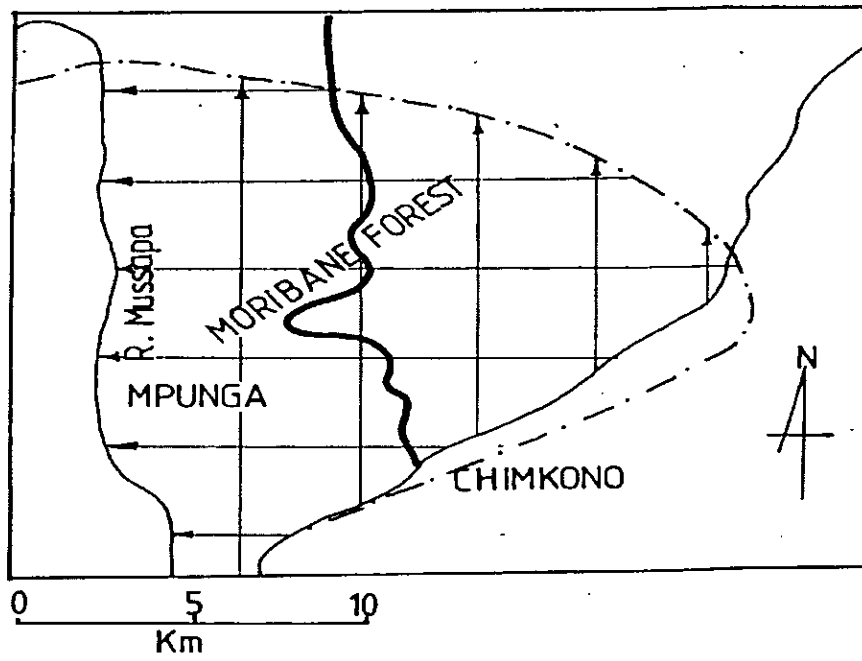 MORIBANE FOREST
R. Mussapa
N
MPUNGA
CHIMKONO
0 5 10
Km